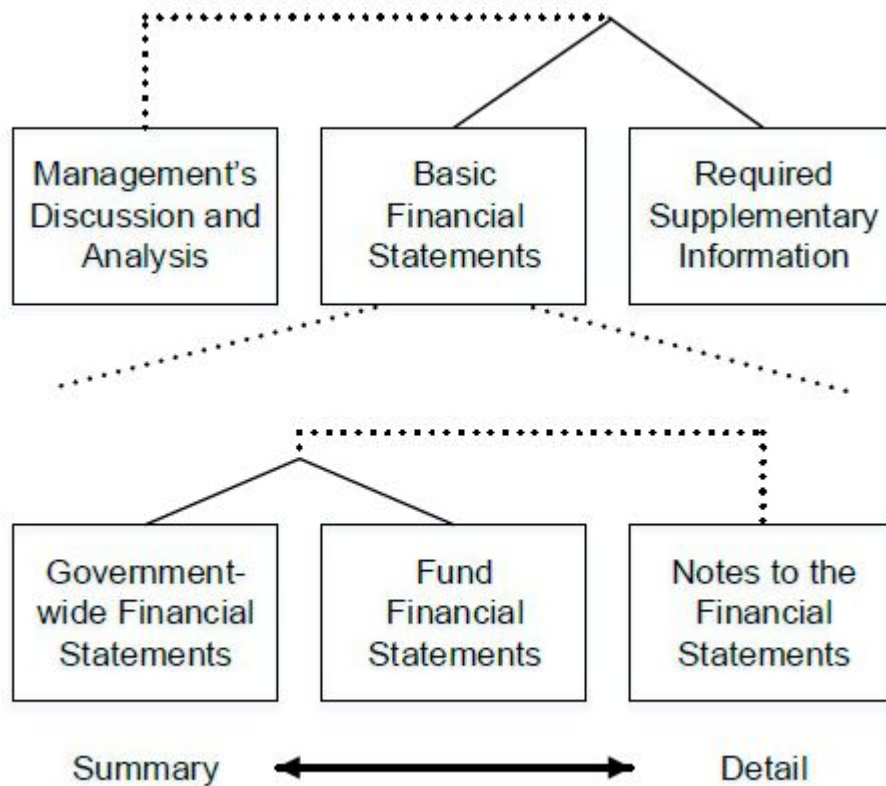 Management's
Discussion and
Analysis
Basic
Financial
Statements
Required
Supplementary
Information
Government-
wide Financial
Statements
Fund
Financial
Statements
Notes to the
Financial
Statements
Summary
Detail